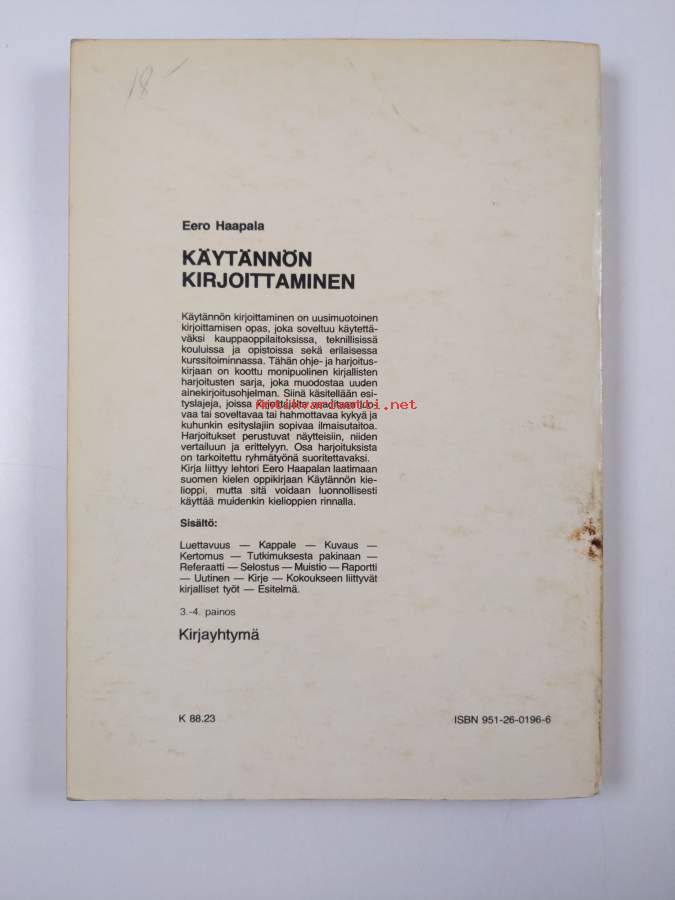 18 —
Eero Haapala
KÄYTÄNNÖN
KIRJOITTAMINEN
Käytännön kirjoittaminen on uusimuotoinen
kirjoittamisen opas, joka soveltuu käytettä-
väksi kauppaoppilaitoksissa, teknillisissä
kouluissa ja opistoissa sekä erilaisessa
kurssitoiminnassa. Tähän ohje- ja harjoitus-
kirjaan on koottu monipuolinen kirjallisten
harjoitusten sarja, joka muodostaa uuden
ainekirjoitusohjelman. Siinä käsitellään esi-
tyslajeja, joissa kirjoittajalta vaaditaan luo-
Antikvariaatti.net
vaa tai soveltavaa tai hahmottavaa kykyä ja
kuhunkin esityslajiin sopivaa ilmaisutaitoa.
Harjoitukset perustuvat näytteisiin, niiden
vertailuun ja erittelyyn. Osa harjoituksista
on tarkoitettu ryhmätyönä suoritettavaksi.
Kirja liittyy lehtori Eero Haapalan laatimaan
suomen kielen oppikirjaan Käytännön kie-
lioppi, mutta sitä voidaan luonnollisesti
käyttää muidenkin kielioppien rinnalla.
Sisältö:
Luettavuus — Kappale — Kuvaus —
Kertomus — Tutkimuksesta pakinaan —
Referaatti — Selostus — Muistio — Raportti
— Uutinen — Kirje — Kokoukseen liittyvät
kirjalliset työt — Esitelmä.
3.-4. painos
Kirjayhtymä
K 88.23
ISBN 951-26-0196-6